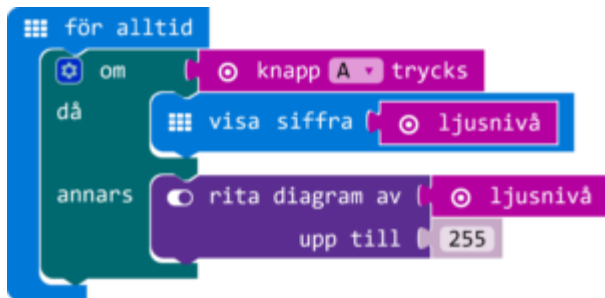 för alltid
om knapp A trycks
då visa siffra ljusnivå
annars rita diagram av ljusnivå
upp till 255